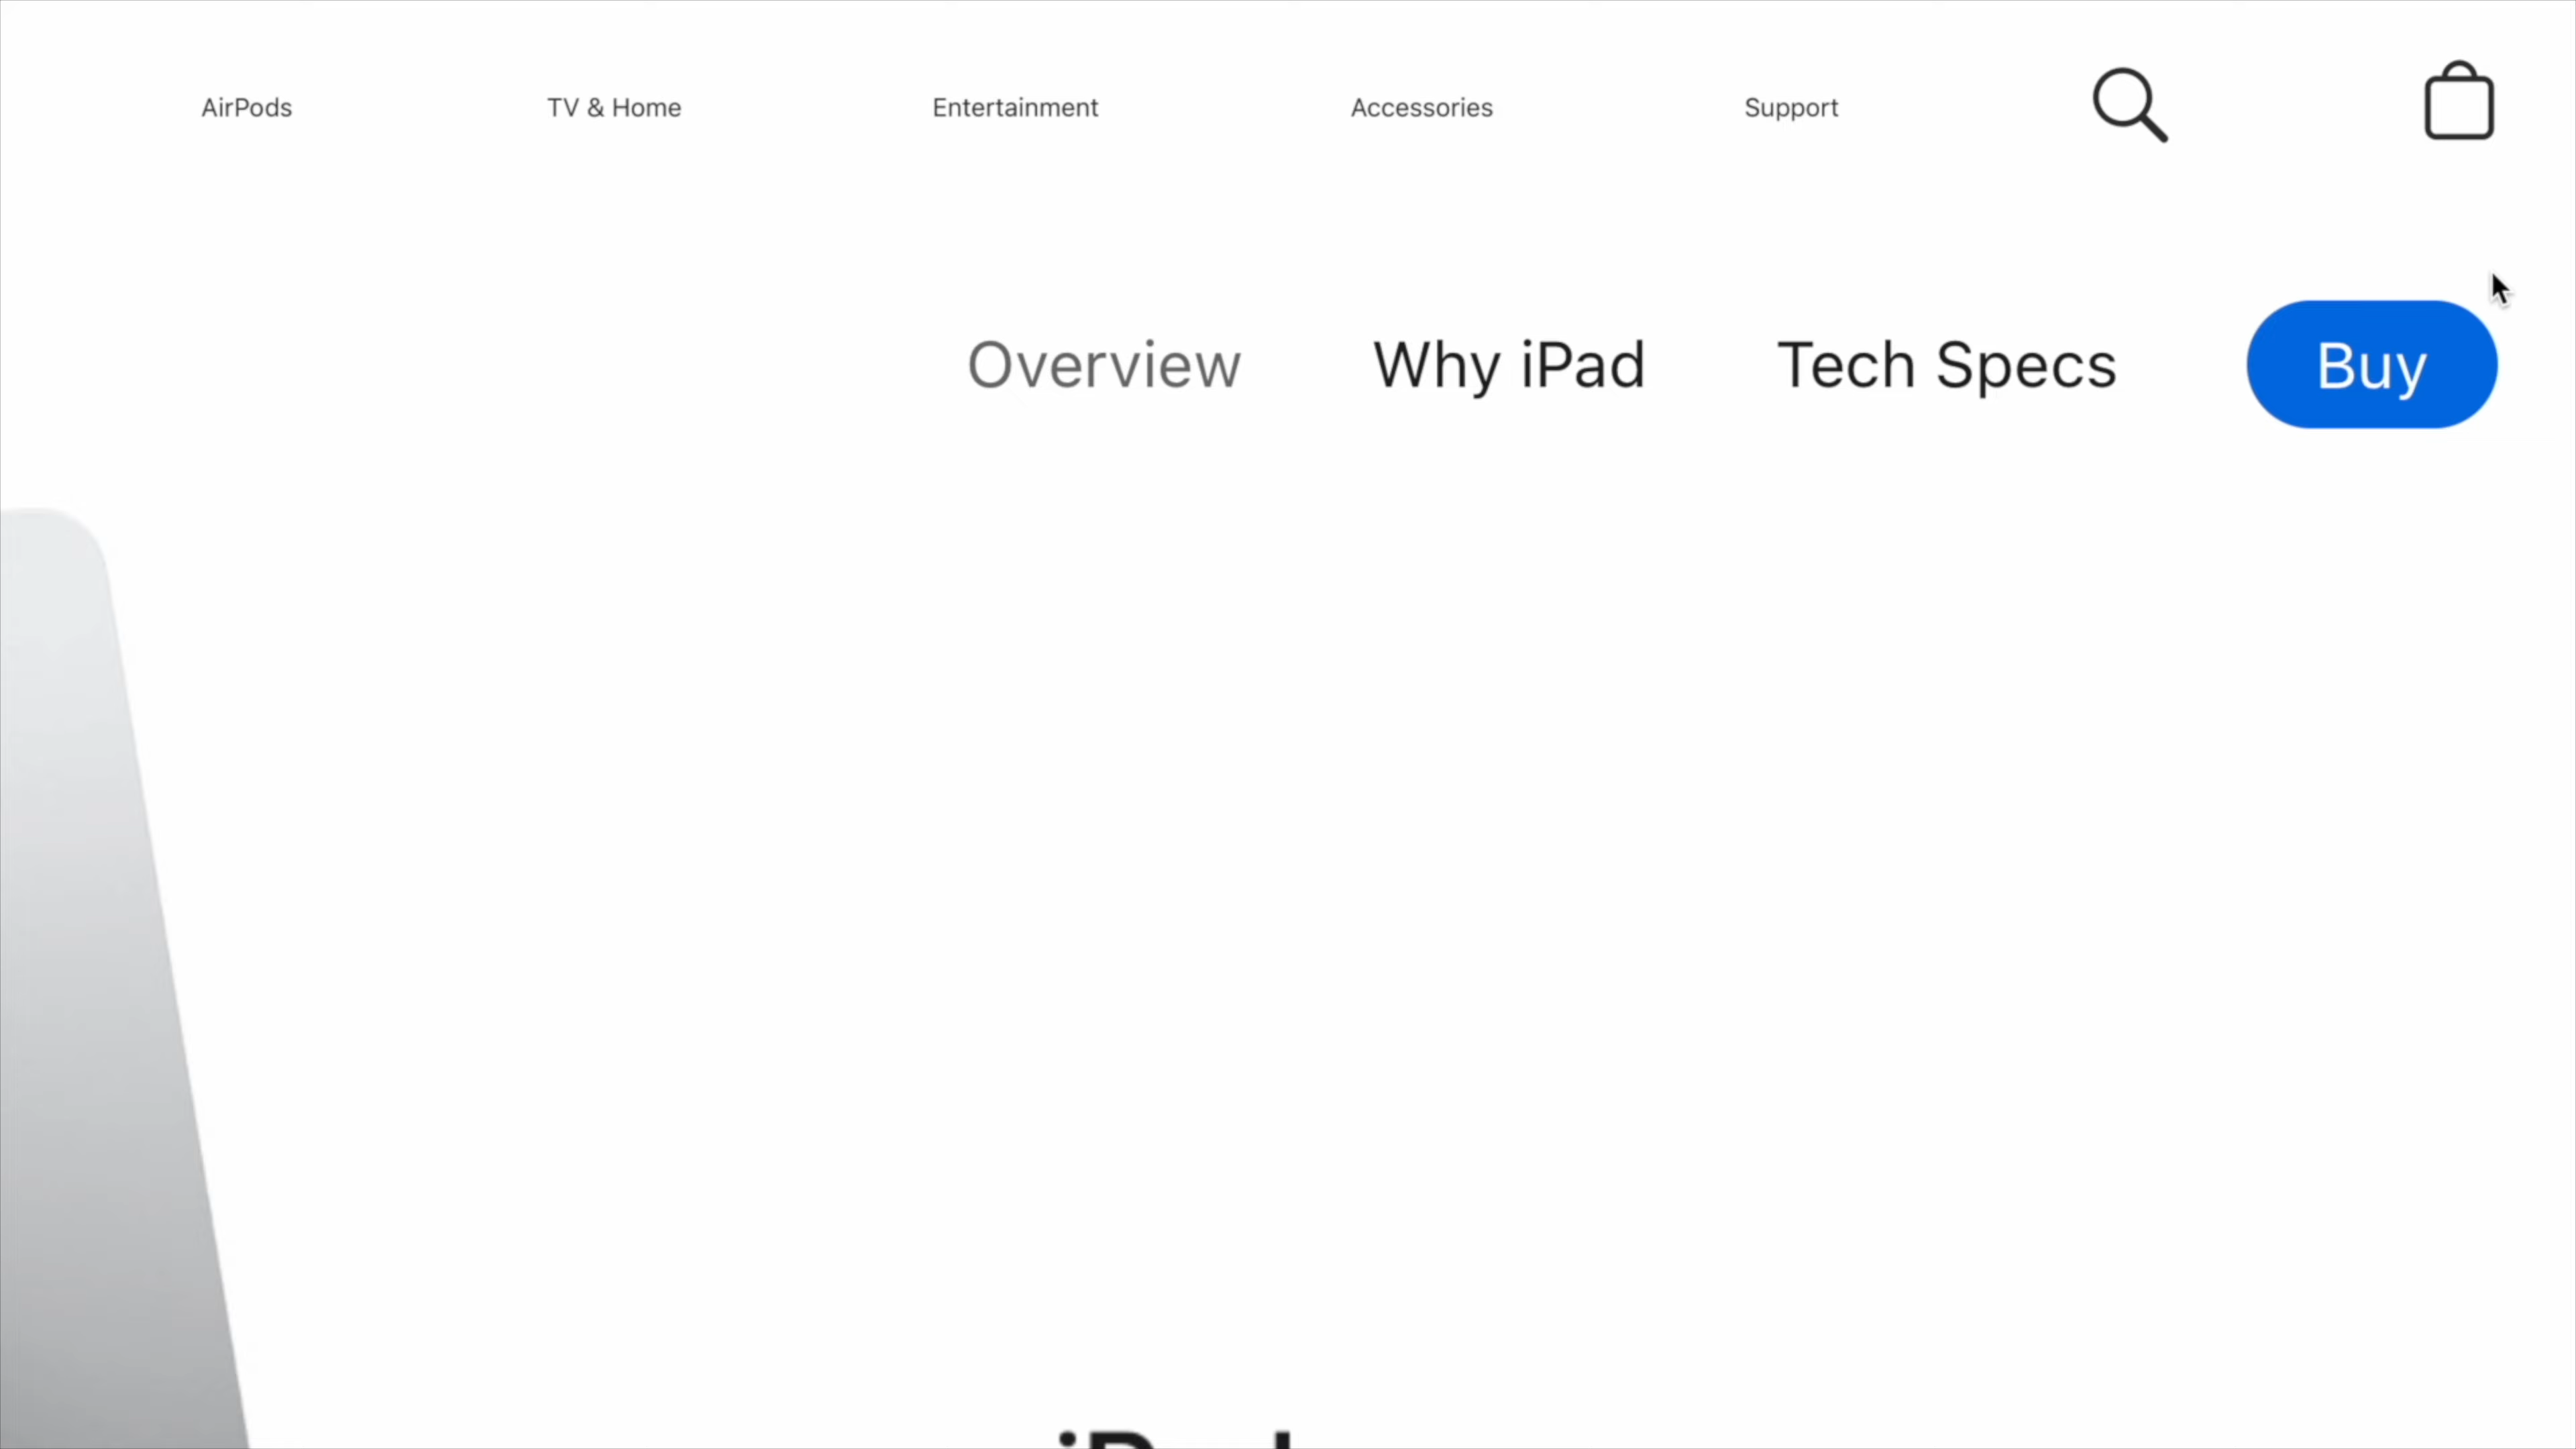 AirPods TV & Home Entertainment Accessories Support
Overview Why iPad Tech Specs Buy